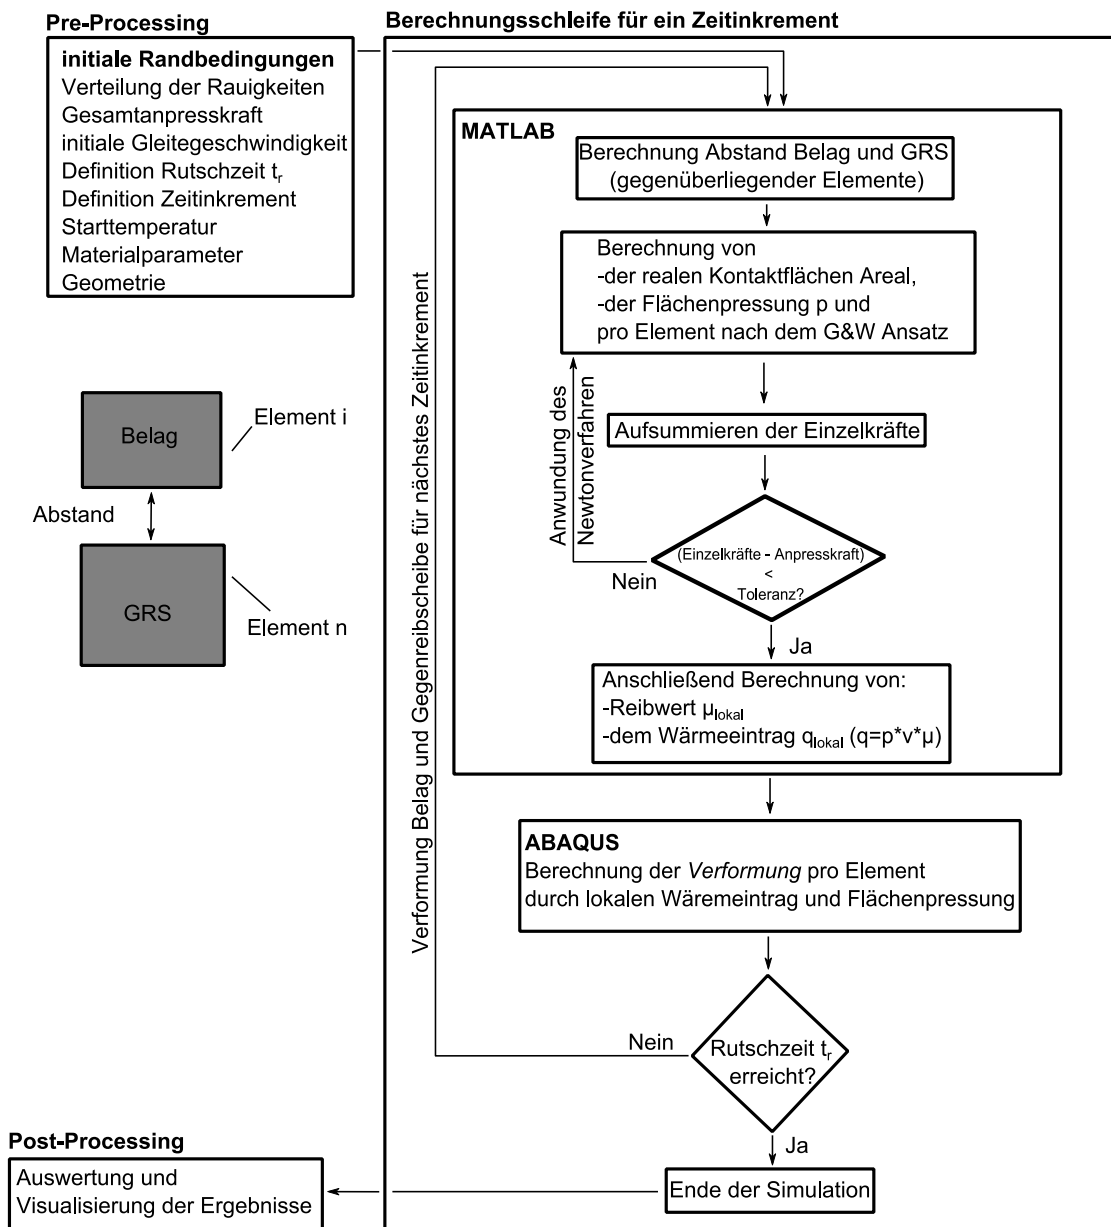 Pre-Processing
initiale Randbedingungen
Verteilung der Rauigkeiten
Gesamtanpresskraft
initiale Gleitegeschwindigkeit
Definition Rutschzeit tᵣ
Definition Zeitinkrement
Starttemperatur
Materialparameter
Geometrie
Belag
Element i
Abstand
GRS
Element n
Berechnungsschleife für ein Zeitinkrement
Verformung Belag und Gegenreibscheibe für nächstes Zeitinkrement
MATLAB
Berechnung Abstand Belag und GRS
(gegenüberliegender Elemente)
Berechnung von
-der realen Kontaktflächen Areal,
-der Flächenpressung p und
pro Element nach dem G&W Ansatz
Anwundung des
Newtonverfahren
Aufsummieren der Einzelkräfte
(Einzelkräfte - Anpresskraft)
<
Toleranz?
Nein
Ja
Anschließend Berechnung von:
-Reibwert µlokal
-dem Wärmeeintrag qlokal (q=p*v*µ)
ABAQUS
Berechnung der Verformung pro Element
durch lokalen Wäremeintrag und Flächenpressung
Nein
Rutschzeit tᵣ
erreicht?
Ja
Ende der Simulation
Post-Processing
Auswertung und
Visualisierung der Ergebnisse